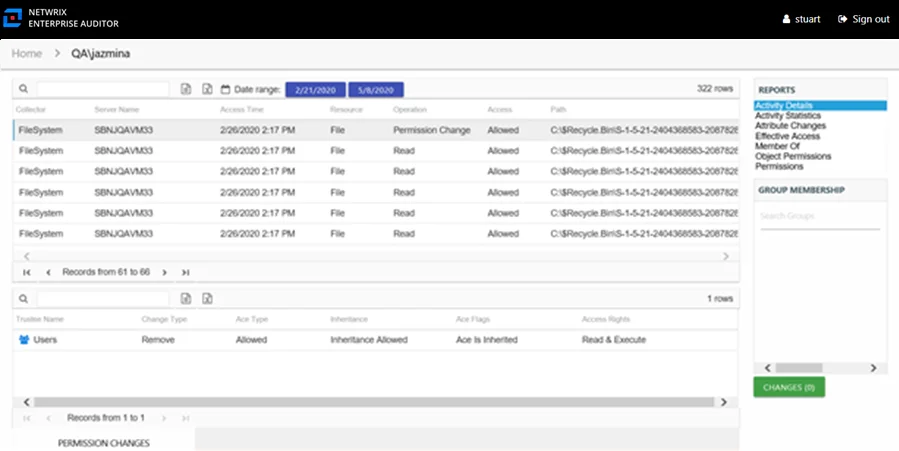 NETWRIX
ENTERPRISE AUDITOR
stuart Sign out
Home > QA\jazmina
Date range: 2/21/2020 5/8/2020 322 rows
Collector Server Name Access Time Resource Operation Access Path
FileSystem SBNJQAVM33 2/26/2020 2:17 PM File Permission Change Allowed C:\$Recycle.Bin\S-1-5-21-2404368583-2087828
FileSystem SBNJQAVM33 2/26/2020 2:17 PM File Read Allowed C:\$Recycle.Bin\S-1-5-21-2404368583-2087828
FileSystem SBNJQAVM33 2/26/2020 2:17 PM File Read Allowed C:\$Recycle.Bin\S-1-5-21-2404368583-2087828
FileSystem SBNJQAVM33 2/26/2020 2:17 PM File Read Allowed C:\$Recycle.Bin\S-1-5-21-2404368583-2087828
FileSystem SBNJQAVM33 2/26/2020 2:17 PM File Read Allowed C:\$Recycle.Bin\S-1-5-21-2404368583-2087828
FileSystem SBNJQAVM33 2/26/2020 2:17 PM File Read Allowed C:\$Recycle.Bin\S-1-5-21-2404368583-2087828
Records from 61 to 66
1 rows
Trustee Name Change Type Ace Type Inheritance Ace Flags Access Rights
Users Remove Allowed Inheritance Allowed Ace Is Inherited Read & Execute
Records from 1 to 1
PERMISSION CHANGES
REPORTS
Activity Details
Activity Statistics
Attribute Changes
Effective Access
Member Of
Object Permissions
Permissions
GROUP MEMBERSHIP
Search Groups
CHANGES (0)